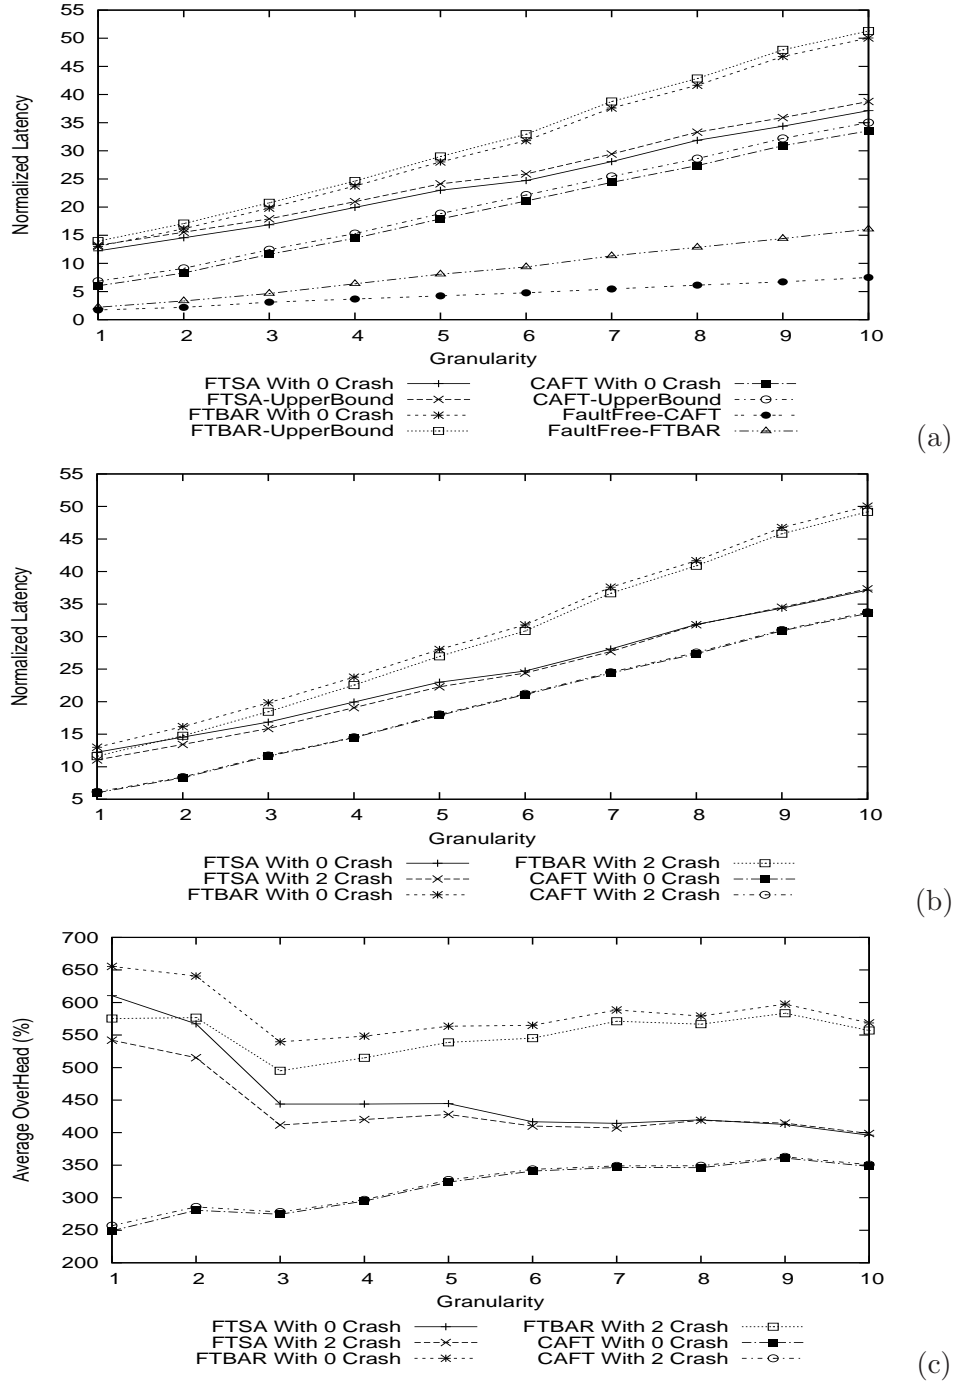 55
50
45
40
35
30
25
20
15
10
5
0
Normalized Latency
1 2 3 4 5 6 7 8 9 10
Granularity
FTSA With 0 Crash
FTSA-UpperBound
FTBAR With 0 Crash
FTBAR-UpperBound
CAFT With 0 Crash
CAFT-UpperBound
FaultFree-CAFT
FaultFree-FTBAR
(a)
55
50
45
40
35
30
25
20
15
10
5
Normalized Latency
1 2 3 4 5 6 7 8 9 10
Granularity
FTSA With 0 Crash
FTSA With 2 Crash
FTBAR With 0 Crash
FTBAR With 2 Crash
CAFT With 0 Crash
CAFT With 2 Crash
(b)
700
650
600
550
500
450
400
350
300
250
200
Average OverHead (%)
1 2 3 4 5 6 7 8 9 10
Granularity
FTSA With 0 Crash
FTSA With 2 Crash
FTBAR With 0 Crash
FTBAR With 2 Crash
CAFT With 0 Crash
CAFT With 2 Crash
(c)